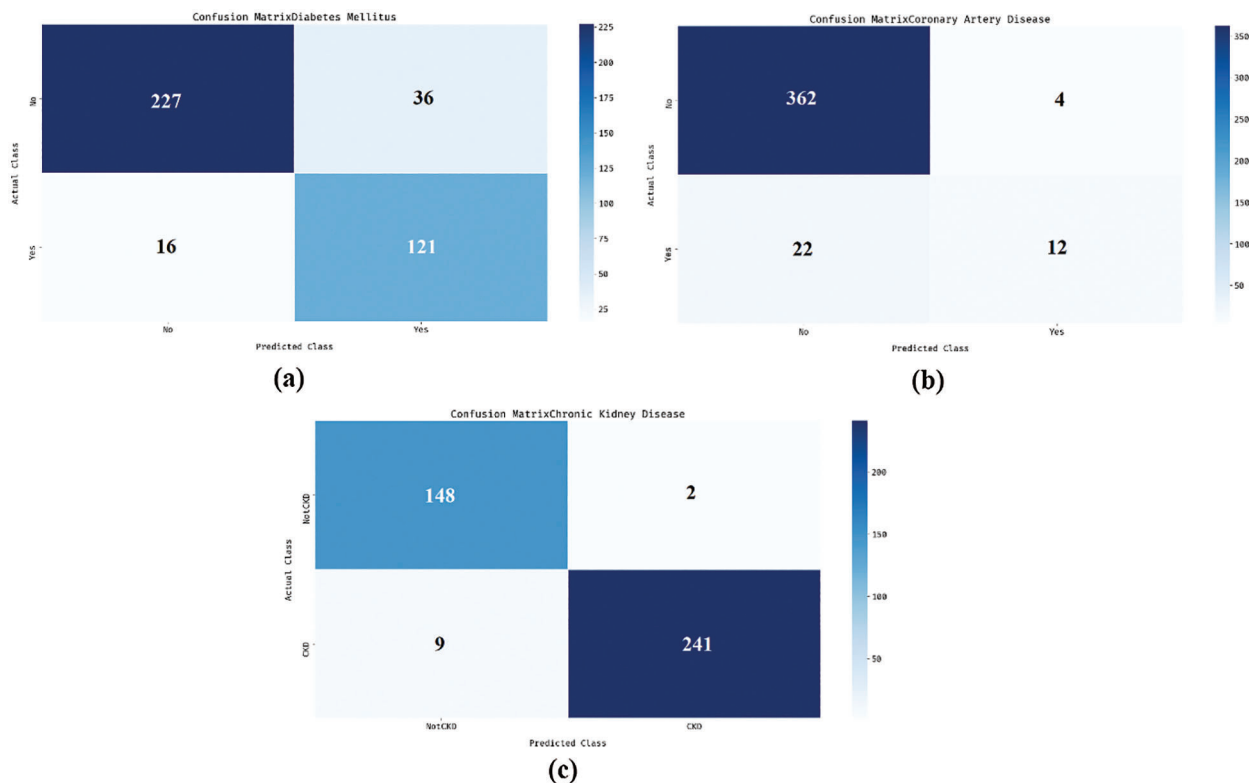 Confusion MatrixDiabetes Mellitus
No
227
36
Yes
16
121
Actual Class
No
Yes
Predicted Class
225
200
175
150
125
100
75
50
25
(a)
Confusion MatrixCoronary Artery Disease
No
362
4
Yes
22
12
Actual Class
No
Yes
Predicted Class
350
300
250
200
150
100
50
(b)
Confusion MatrixChronic Kidney Disease
NotCKD
148
2
CKD
9
241
Actual Class
NotCKD
CKD
Predicted Class
200
150
100
50
(c)